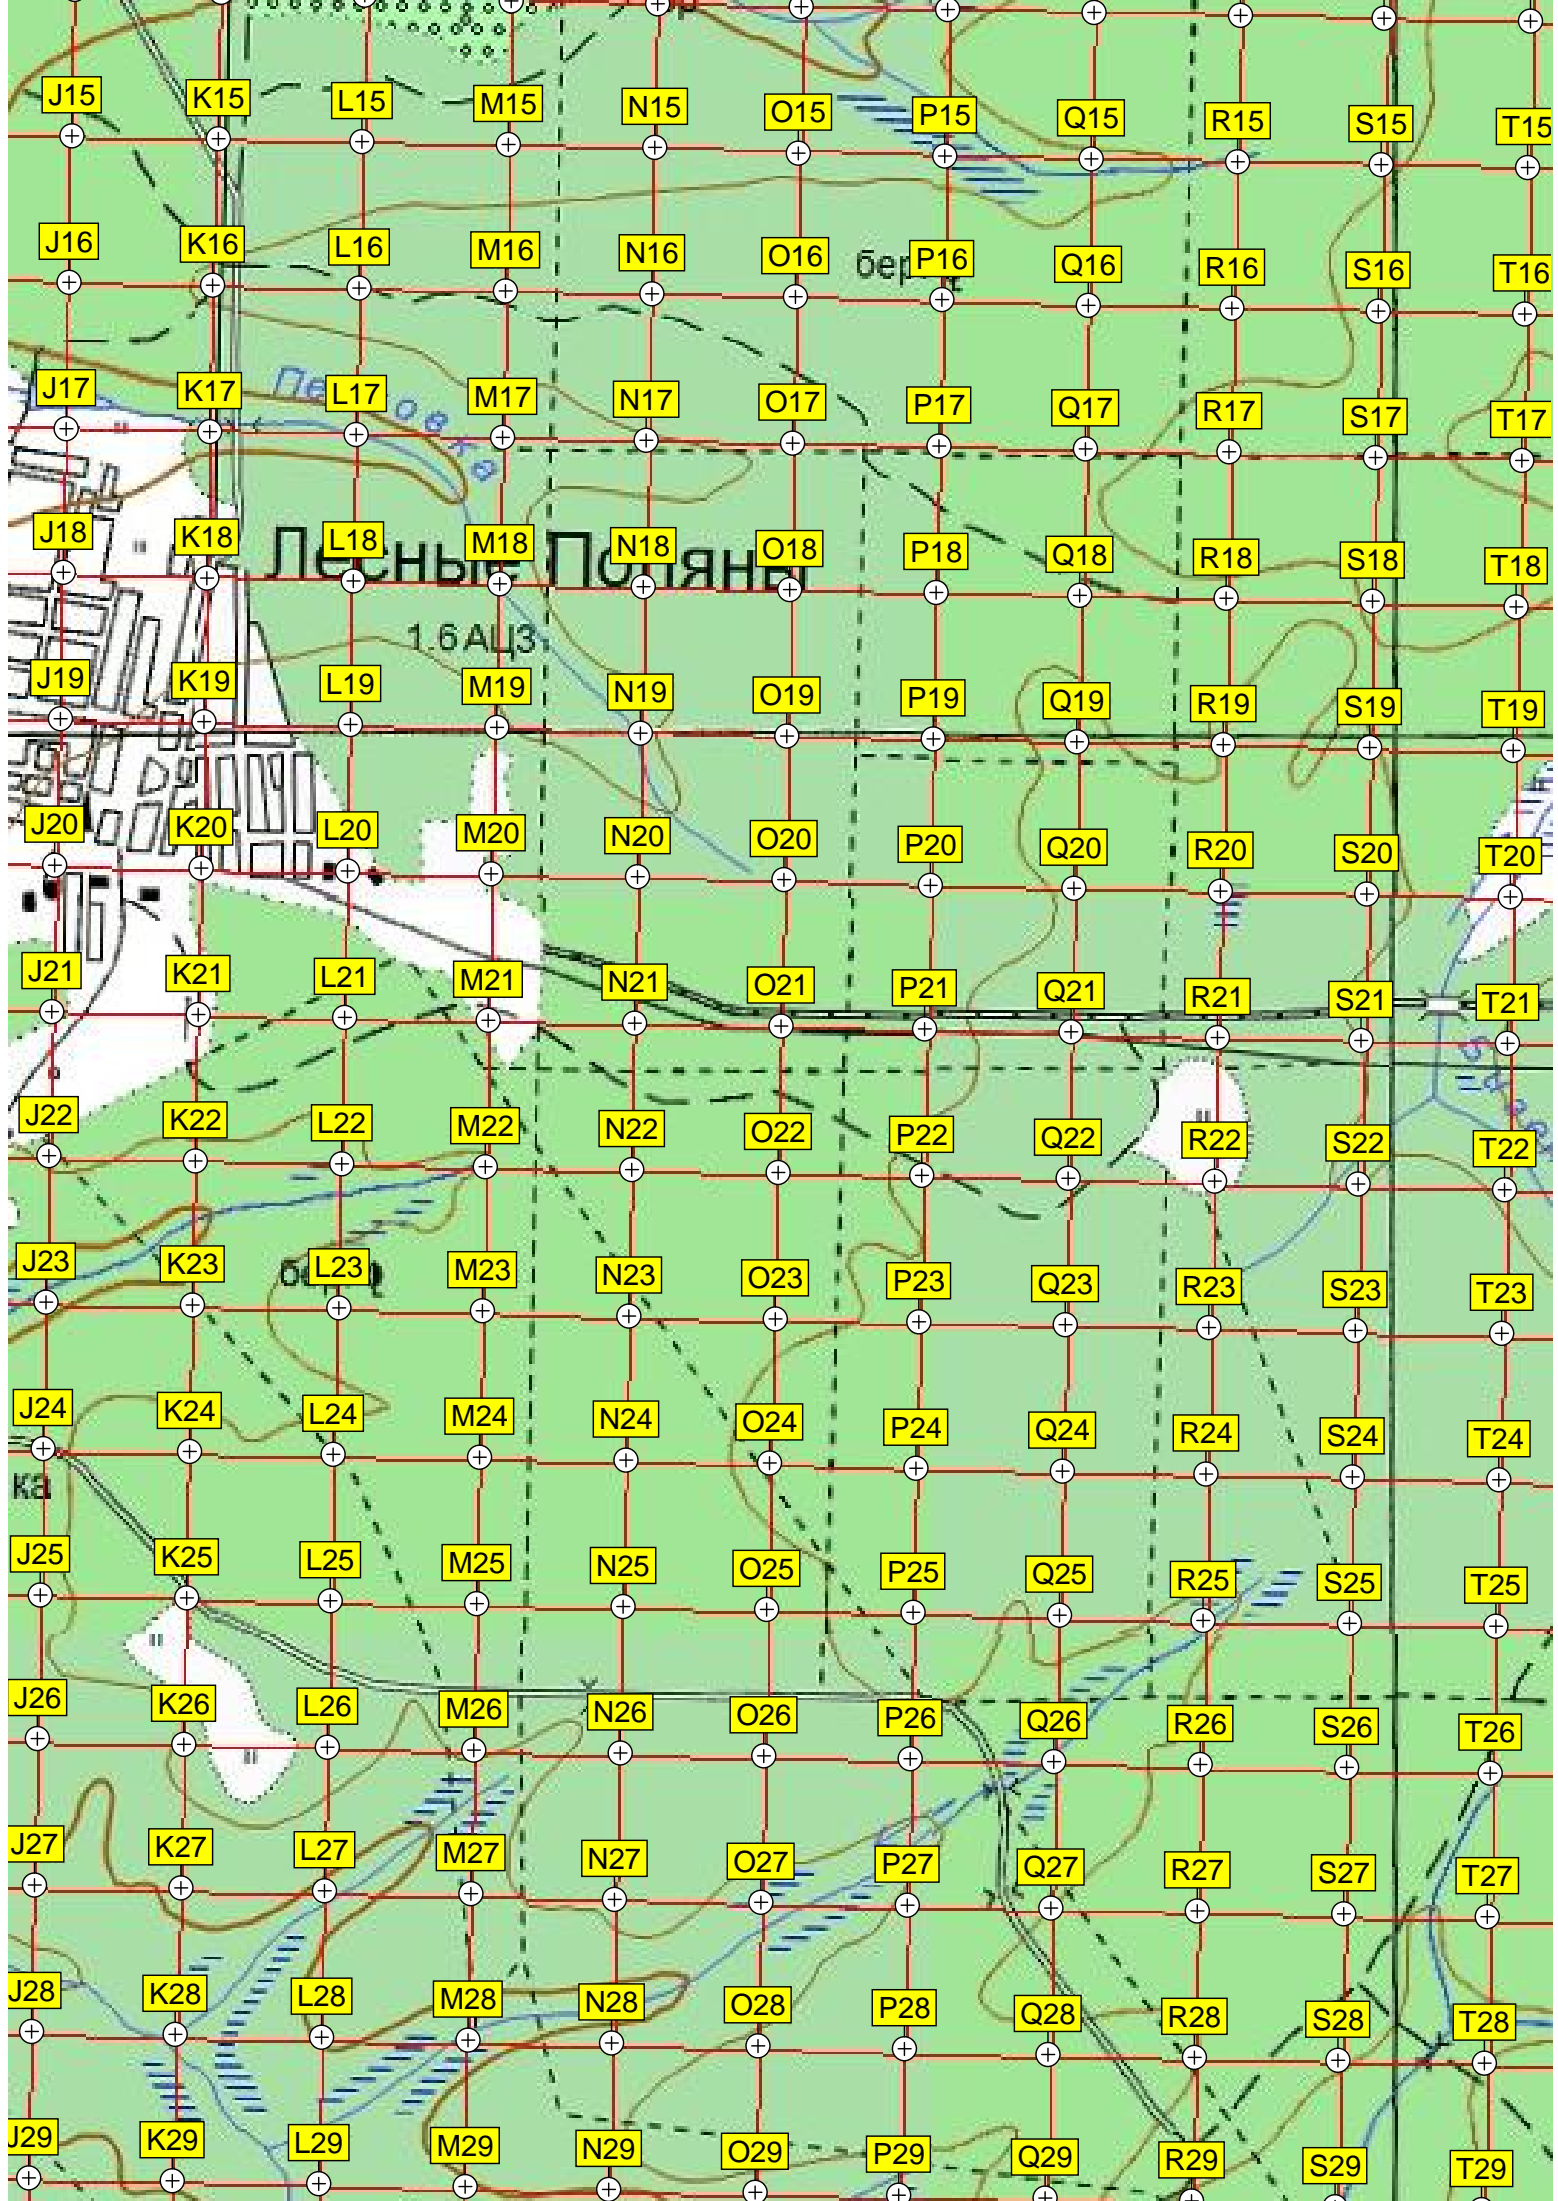 J15 K15 L15 M15 N15 O15 P15 Q15 R15 S15 T15
J16 K16 L16 M16 N16 O16 P16 Q16 R16 S16 T16
J17 K17 L17 M17 N17 O17 P17 Q17 R17 S17 T17
J18 K18 L18 M18 N18 O18 P18 Q18 R18 S18 T18
Лесные Поляны
1.6 АЦЗ
J19 K19 L19 M19 N19 O19 P19 Q19 R19 S19 T19
J20 K20 L20 M20 N20 O20 P20 Q20 R20 S20 T20
J21 K21 L21 M21 N21 O21 P21 Q21 R21 S21 T21
J22 K22 L22 M22 N22 O22 P22 Q22 R22 S22 T22
J23 K23 L23 M23 N23 O23 P23 Q23 R23 S23 T23
J24 K24 L24 M24 N24 O24 P24 Q24 R24 S24 T24
ка
J25 K25 L25 M25 N25 O25 P25 Q25 R25 S25 T25
J26 K26 L26 M26 N26 O26 P26 Q26 R26 S26 T26
J27 K27 L27 M27 N27 O27 P27 Q27 R27 S27 T27
J28 K28 L28 M28 N28 O28 P28 Q28 R28 S28 T28
J29 K29 L29 M29 N29 O29 P29 Q29 R29 S29 T29